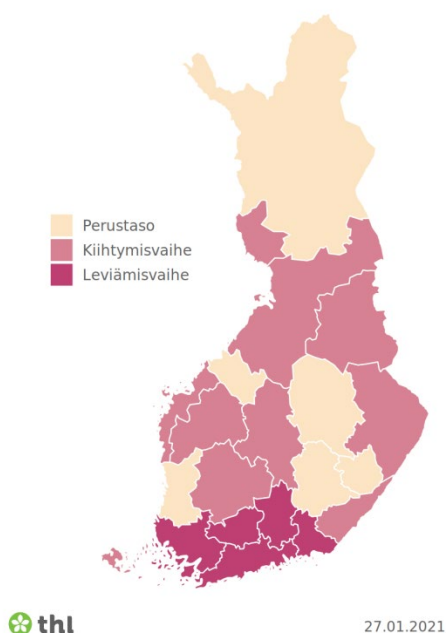 Perustaso
Kiihtymisvaihe
Leviämisvaihe
thl
27.01.2021